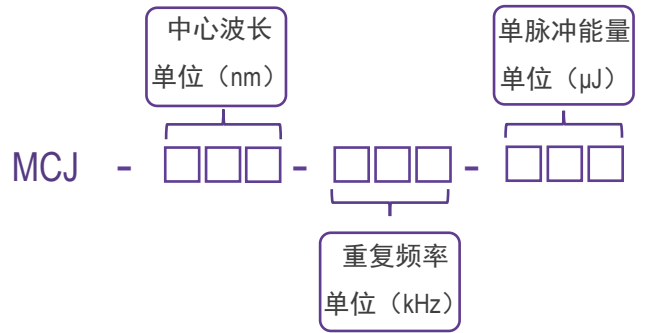 中心波长
单位（nm）
单脉冲能量
单位（μJ）
MCJ - □□□ - □□□ - □□□
重复频率
单位（kHz）